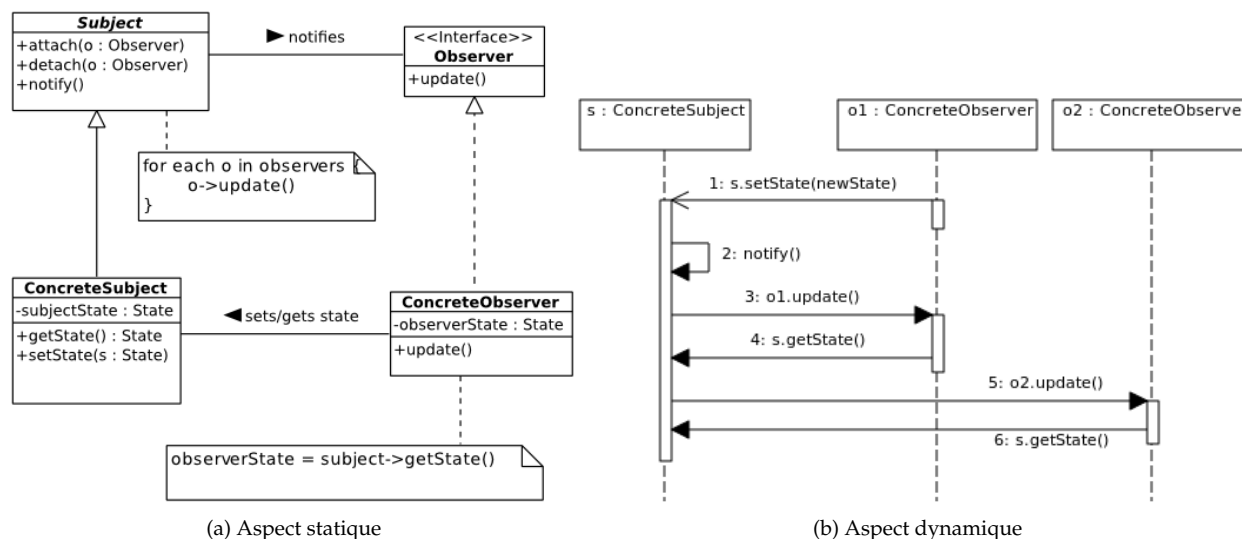 Subject
+attach(o : Observer)
+detach(o : Observer)
+notify()
notifies
<<Interface>>
Observer
+update()
for each o in observers {
o->update()
}
ConcreteSubject
-subjectState : State
+getState() : State
+setState(s : State)
sets/gets state
ConcreteObserver
-observerState : State
+update()
observerState = subject->getState()
(a) Aspect statique
s : ConcreteSubject
o1 : ConcreteObserver
o2 : ConcreteObserve
1: s.setState(newState)
2: notify()
3: o1.update()
4: s.getState()
5: o2.update()
6: s.getState()
(b) Aspect dynamique